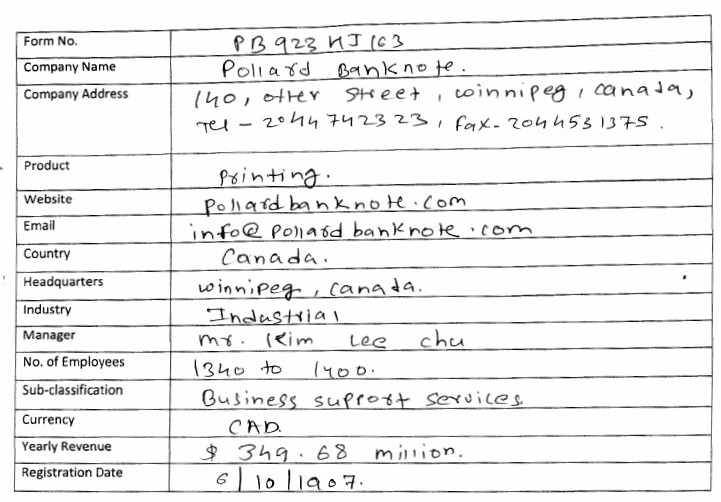 Form No. PB923NJ163
Company Name Pollard Banknote.
Company Address 140, otter Street, winnipeg, canada,
Tel - 2044742323, fax- 2044531375.
Product Printing.
Website pollardbanknote.com
Email info@pollardbanknote.com
Country Canada.
Headquarters winnipeg, canada.
Industry Industrial
Manager mr. Kim Lee chu
No. of Employees 1340 to 1400.
Sub-classification Business support services
Currency CAD.
Yearly Revenue $ 349.68 million.
Registration Date 6/10/1907.